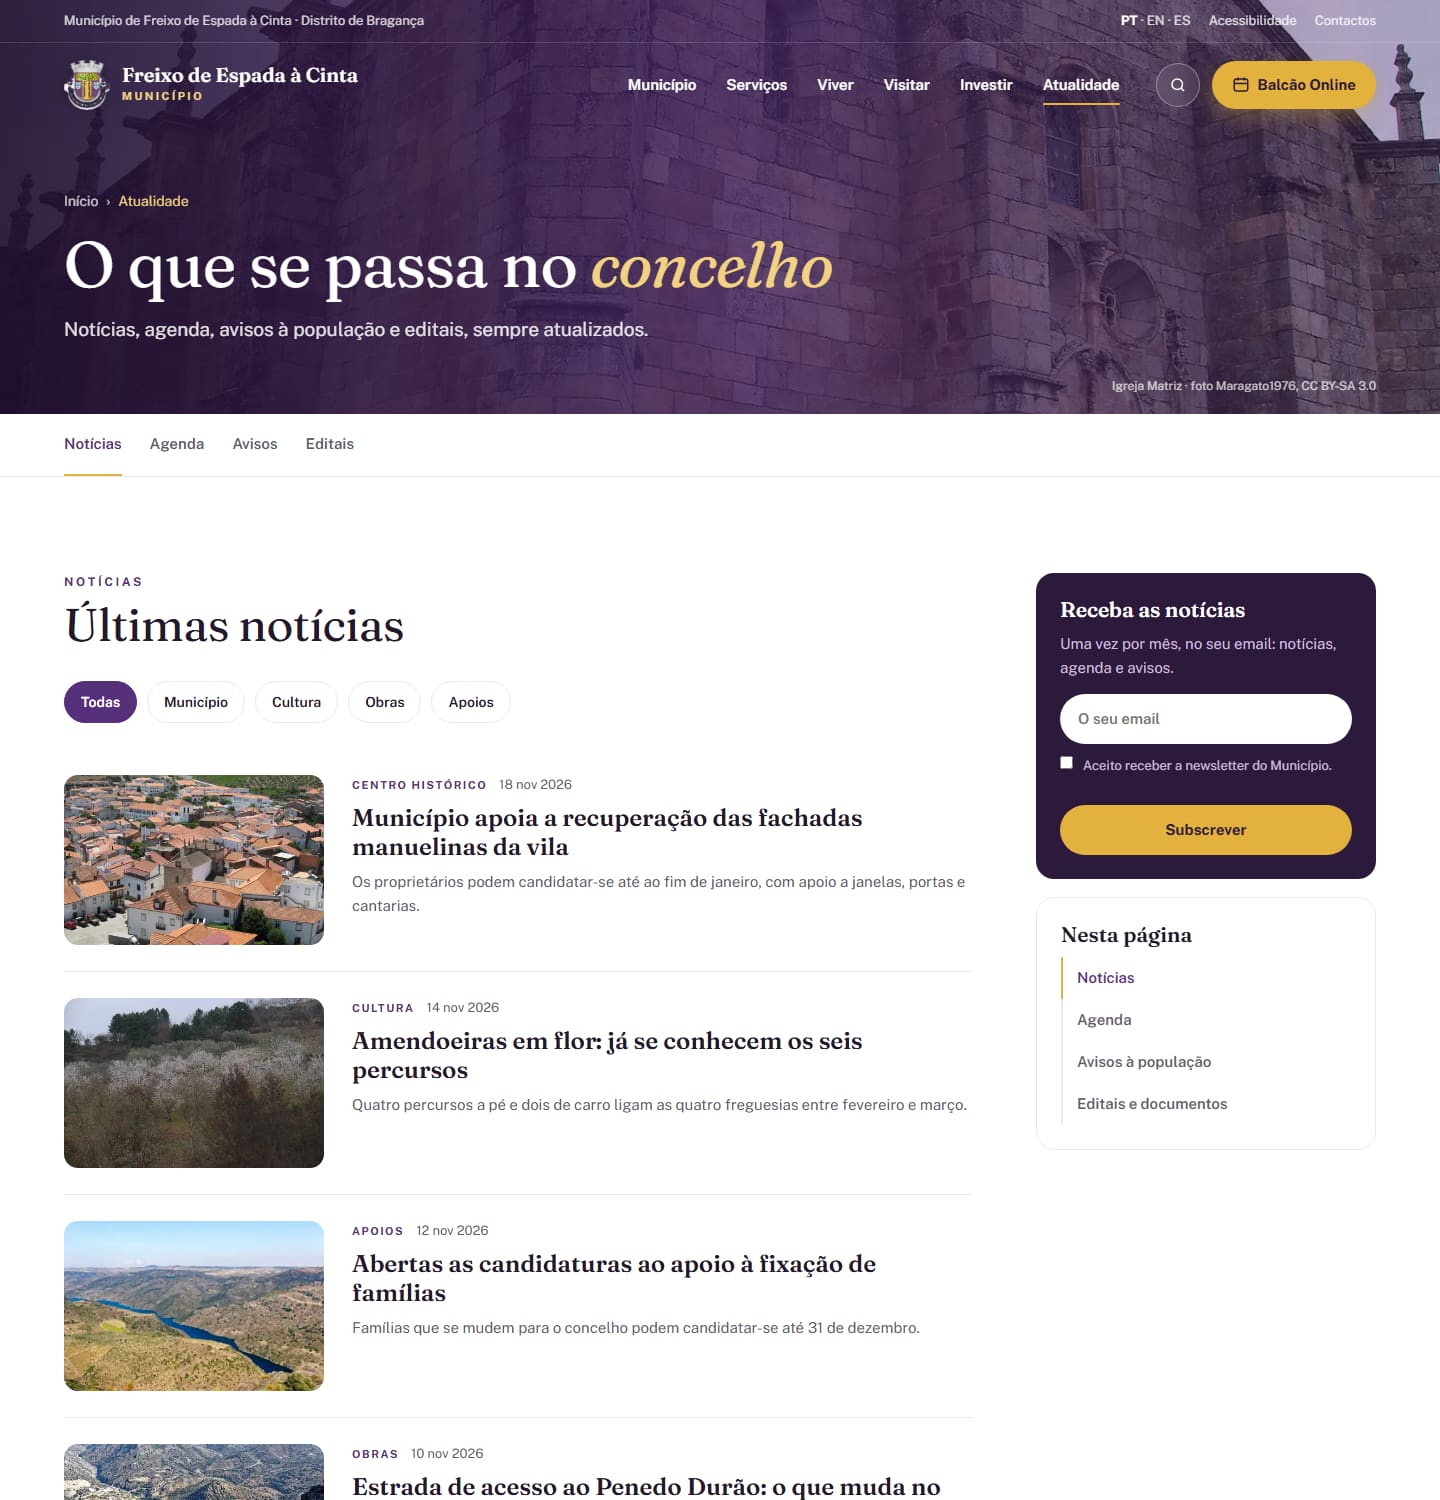 Município de Freixo de Espada à Cinta · Distrito de Bragança
PT · EN · ES Acessibilidade Contactos
Freixo de Espada à Cinta
MUNICÍPIO
Município Serviços Viver Visitar Investir Atualidade Balcão Online
Início › Atualidade
O que se passa no concelho
Notícias, agenda, avisos à população e editais, sempre atualizados.
Igreja Matriz · foto Maragato1976, CC BY-SA 3.0
Notícias Agenda Avisos Editais
NOTÍCIAS
Últimas notícias
Todas Município Cultura Obras Apoios
CENTRO HISTÓRICO 18 nov 2026
Município apoia a recuperação das fachadas
manuelinas da vila
Os proprietários podem candidatar-se até ao fim de janeiro, com apoio a janelas, portas e
cantarias.
CULTURA 14 nov 2026
Amendoeiras em flor: já se conhecem os seis
percursos
Quatro percursos a pé e dois de carro ligam as quatro freguesias entre fevereiro e março.
APOIOS 12 nov 2026
Abertas as candidaturas ao apoio à fixação de
famílias
Famílias que se mudem para o concelho podem candidatar-se até 31 de dezembro.
OBRAS 10 nov 2026
Estrada de acesso ao Penedo Durão: o que muda no
Receba as notícias
Uma vez por mês, no seu email: notícias,
agenda e avisos.
O seu email
Aceito receber a newsletter do Município.
Subscrever
Nesta página
Notícias
Agenda
Avisos à população
Editais e documentos